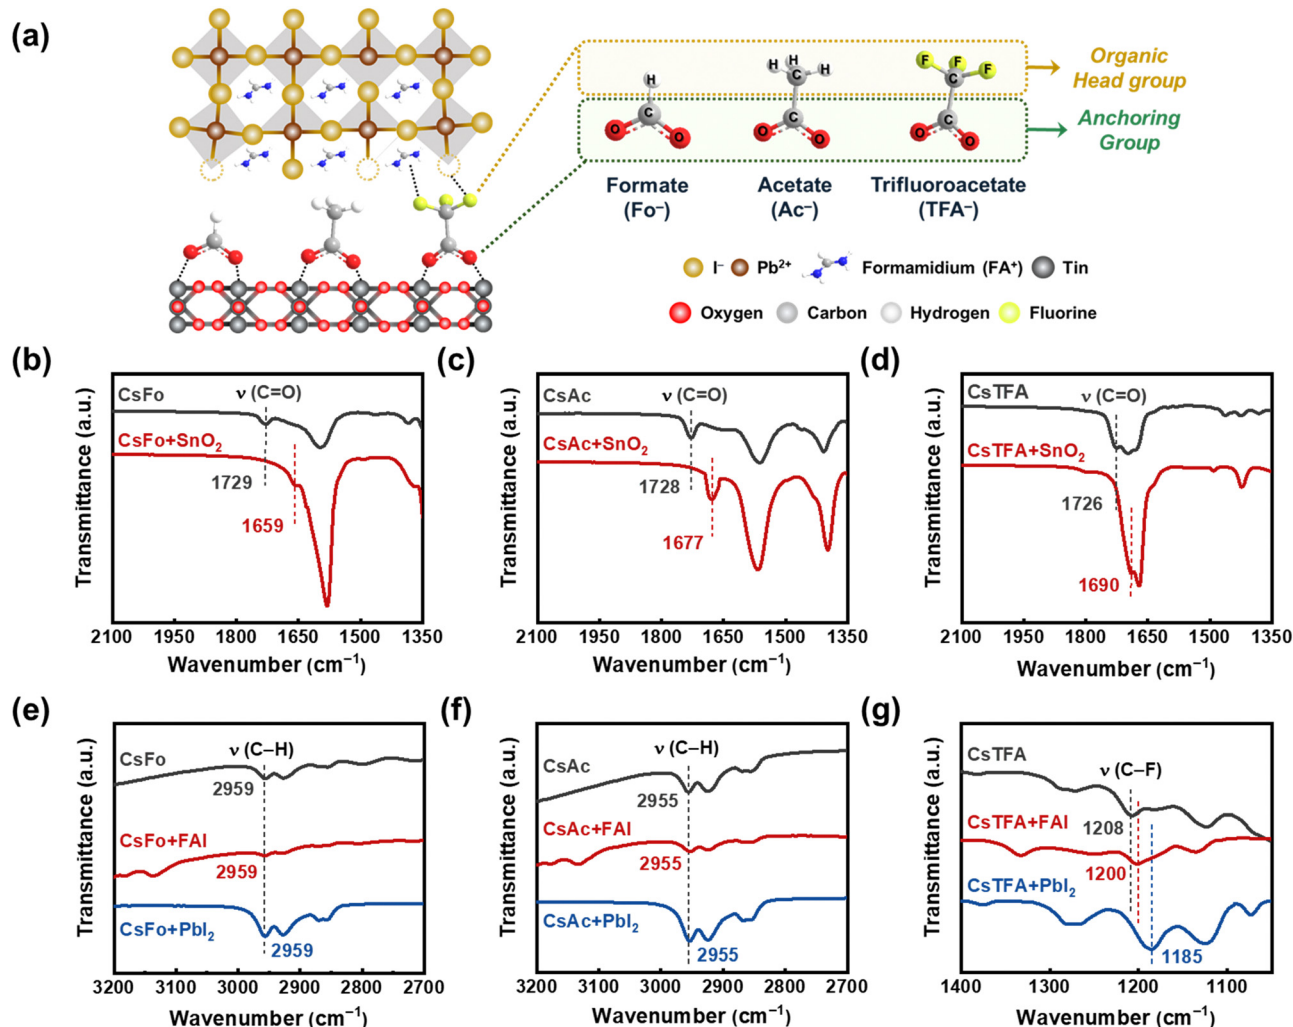 (a)
H
C
O
O
H
H
H
C
C
O
O
F
F
F
C
C
O
O
Organic
Head group
Anchoring
Group
Formate
(Fo⁻)
Acetate
(Ac⁻)
Trifluoroacetate
(TFA⁻)
I⁻ Pb²⁺ Formamidium (FA⁺) Tin
Oxygen Carbon Hydrogen Fluorine
(b)
CsFo
ν (C=O)
CsFo+SnO₂
1729
1659
Transmittance (a.u.)
2100 1950 1800 1650 1500 1350
Wavenumber (cm⁻¹)
(c)
CsAc
ν (C=O)
CsAc+SnO₂
1728
1677
Transmittance (a.u.)
2100 1950 1800 1650 1500 1350
Wavenumber (cm⁻¹)
(d)
CsTFA
ν (C=O)
CsTFA+SnO₂
1726
1690
Transmittance (a.u.)
2100 1950 1800 1650 1500 1350
Wavenumber (cm⁻¹)
(e)
CsFo
ν (C–H)
2959
CsFo+FAI
2959
CsFo+PbI₂
2959
Transmittance (a.u.)
3200 3100 3000 2900 2800 2700
Wavenumber (cm⁻¹)
(f)
CsAc
ν (C–H)
2955
CsAc+FAI
2955
CsAc+PbI₂
2955
Transmittance (a.u.)
3200 3100 3000 2900 2800 2700
Wavenumber (cm⁻¹)
(g)
CsTFA
ν (C–F)
CsTFA+FAI
1208
1200
CsTFA+PbI₂
1185
Transmittance (a.u.)
1400 1300 1200 1100
Wavenumber (cm⁻¹)